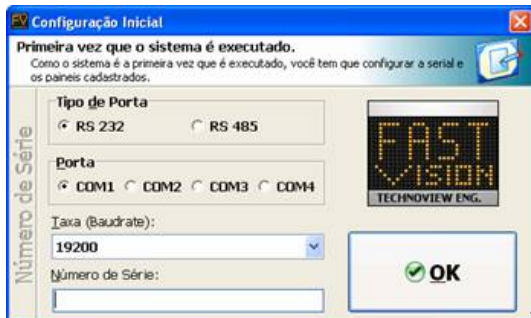 FV Configuração Inicial
Primeira vez que o sistema é executado.
Como o sistema é a primeira vez que é executado, você tem que configurar a serial e
os paineis cadastrados.
Número de Série
Tipo de Porta
RS 232 RS 485
Porta
COM1 COM2 COM3 COM4
Taxa (Baudrate):
19200
Número de Série:
FAST
VISION
TECHNOVIEW ENG.
OK